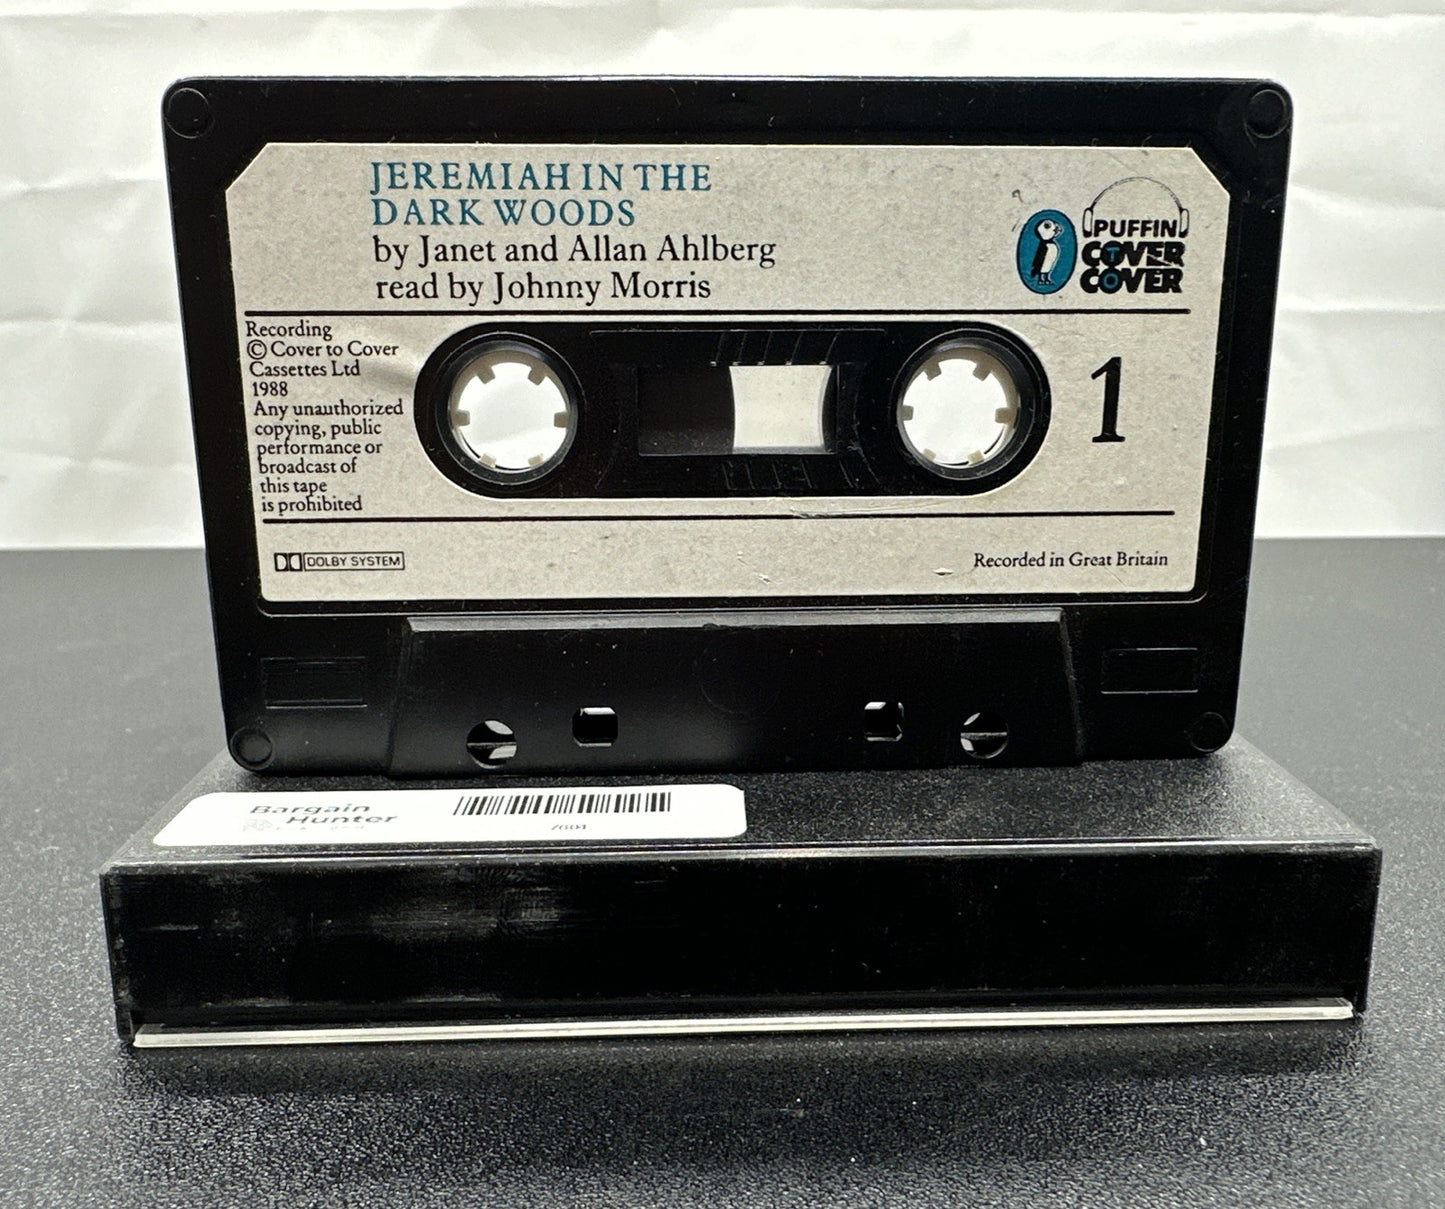 JEREMIAH IN THE
DARK WOODS
by Janet and Allan Ahlberg
read by Johnny Morris
PUFFIN
COVER
TO
COVER
Recording
© Cover to Cover
Cassettes Ltd
1988
Any unauthorized
copying, public
performance or
broadcast of
this tape
is prohibited
1
DOLBY SYSTEM
Recorded in Great Britain
Bargain
Hunter
7604